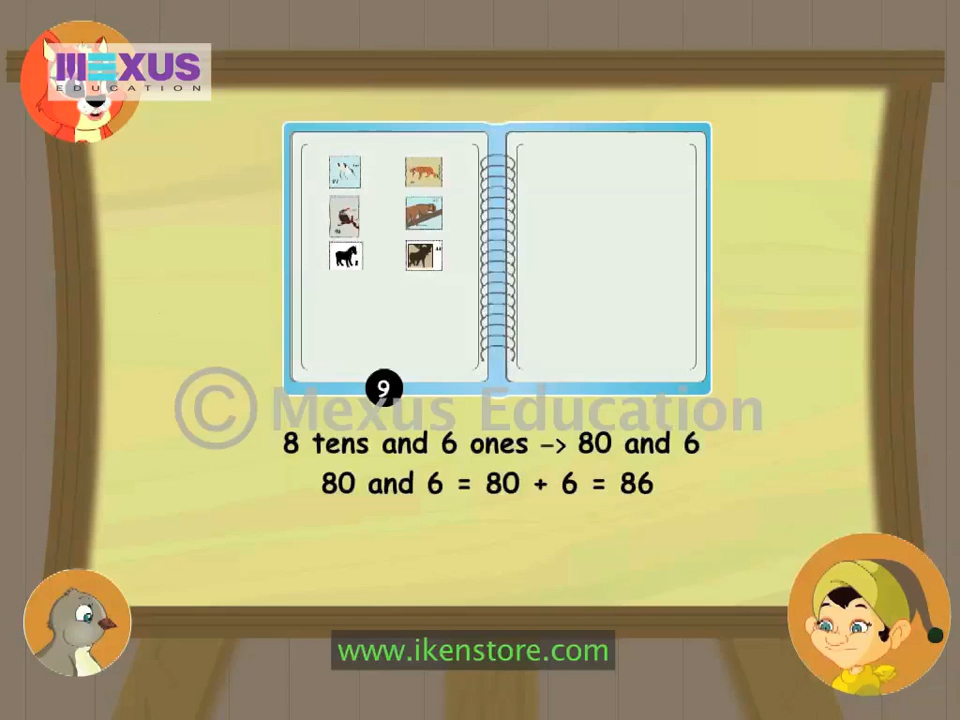 MEXUS
EDUCATION
9
© Mexus Education
8 tens and 6 ones –> 80 and 6
80 and 6 = 80 + 6 = 86
www.ikenstore.com